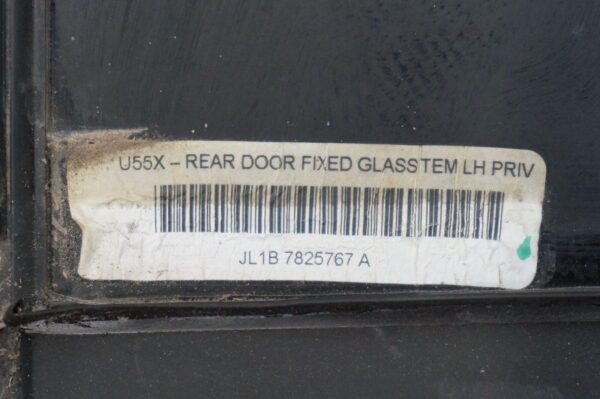 U55X – REAR DOOR FIXED GLASSTEM LH PRIV
JL1B 7825767 A